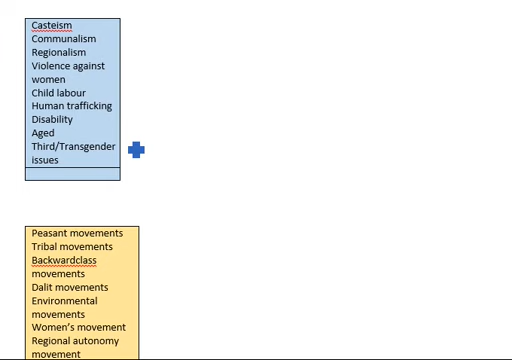 Casteism
Communalism
Regionalism
Violence against
women
Child labour
Human trafficking
Disability
Aged
Third/Transgender
issues
Peasant movements
Tribal movements
Backwardclass
movements
Dalit movements
Environmental
movements
Women’s movement
Regional autonomy
movement